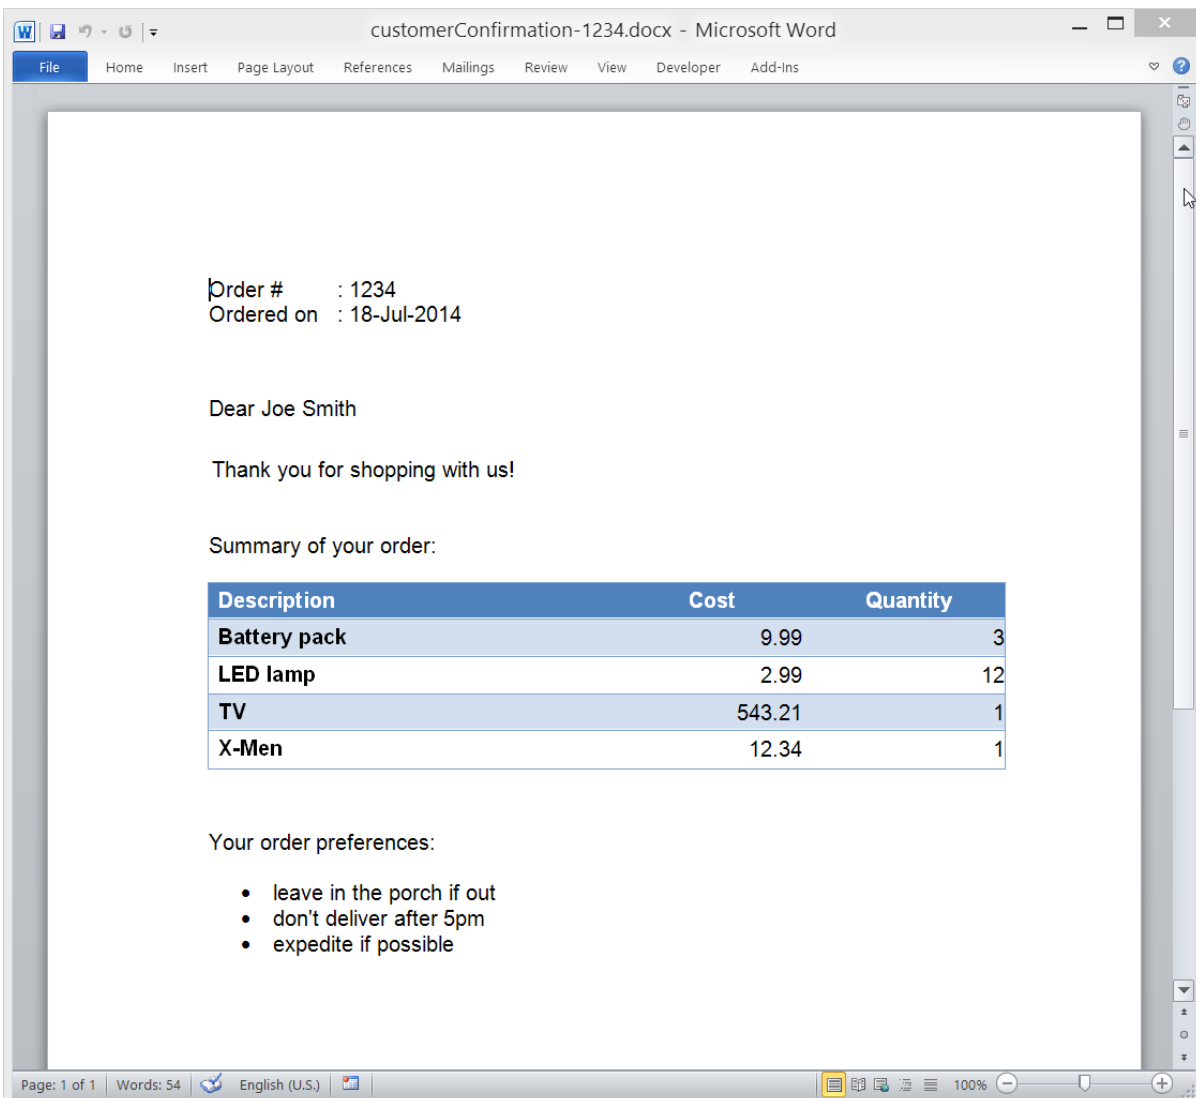 customerConfirmation-1234.docx - Microsoft Word
File Home Insert Page Layout References Mailings Review View Developer Add-Ins
Order # : 1234
Ordered on : 18-Jul-2014
Dear Joe Smith
Thank you for shopping with us!
Summary of your order:
Description Cost Quantity
Battery pack 9.99 3
LED lamp 2.99 12
TV 543.21 1
X-Men 12.34 1
Your order preferences:
• leave in the porch if out
• don't deliver after 5pm
• expedite if possible
Page: 1 of 1 Words: 54 English (U.S.) 100%